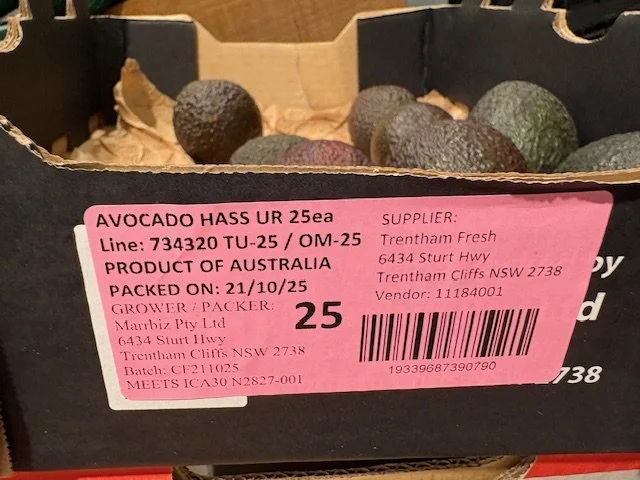 AVOCADO HASS UR 25ea
Line: 734320 TU-25 / OM-25
PRODUCT OF AUSTRALIA
PACKED ON: 21/10/25
GROWER / PACKER:
Marrbiz Pty Ltd
6434 Sturt Hwy
Trentham Cliffs NSW 2738
Batch: CF211025
MEETS ICA30 N2827-001
25
SUPPLIER:
Trentham Fresh
6434 Sturt Hwy
Trentham Cliffs NSW 2738
Vendor: 11184001
19339687390790
by
d
738